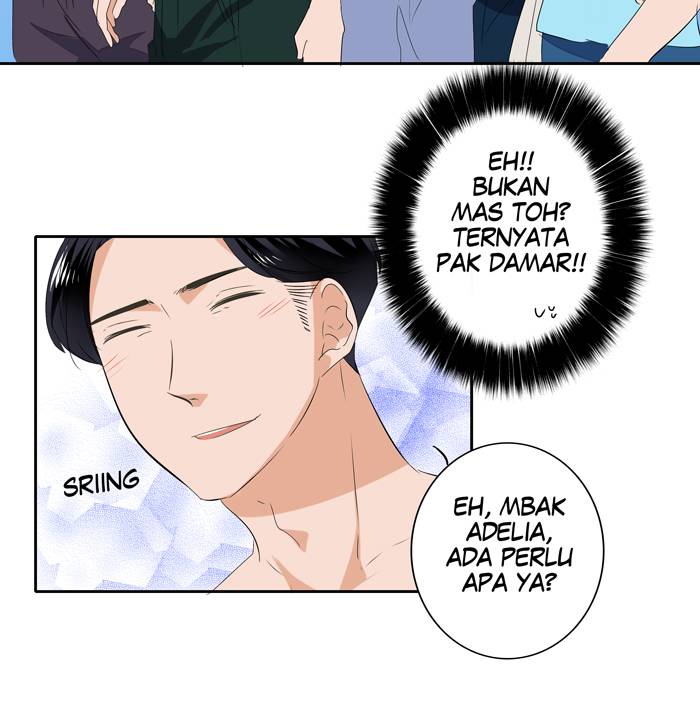 EH!!
BUKAN
MAS TOH?
TERNYATA
PAK DAMAR!!
SRIING
EH, MBAK
ADELIA,
ADA PERLU
APA YA?